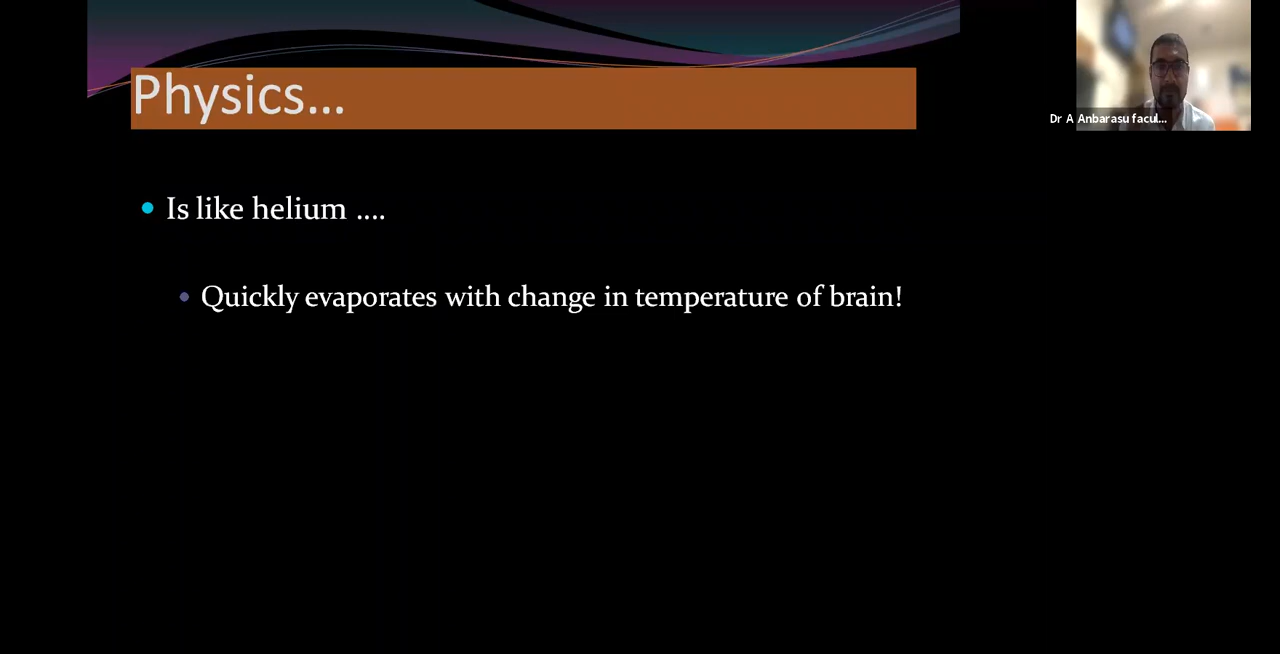 Physics...
Dr A Anbarasu facul...
Is like helium ....
Quickly evaporates with change in temperature of brain!